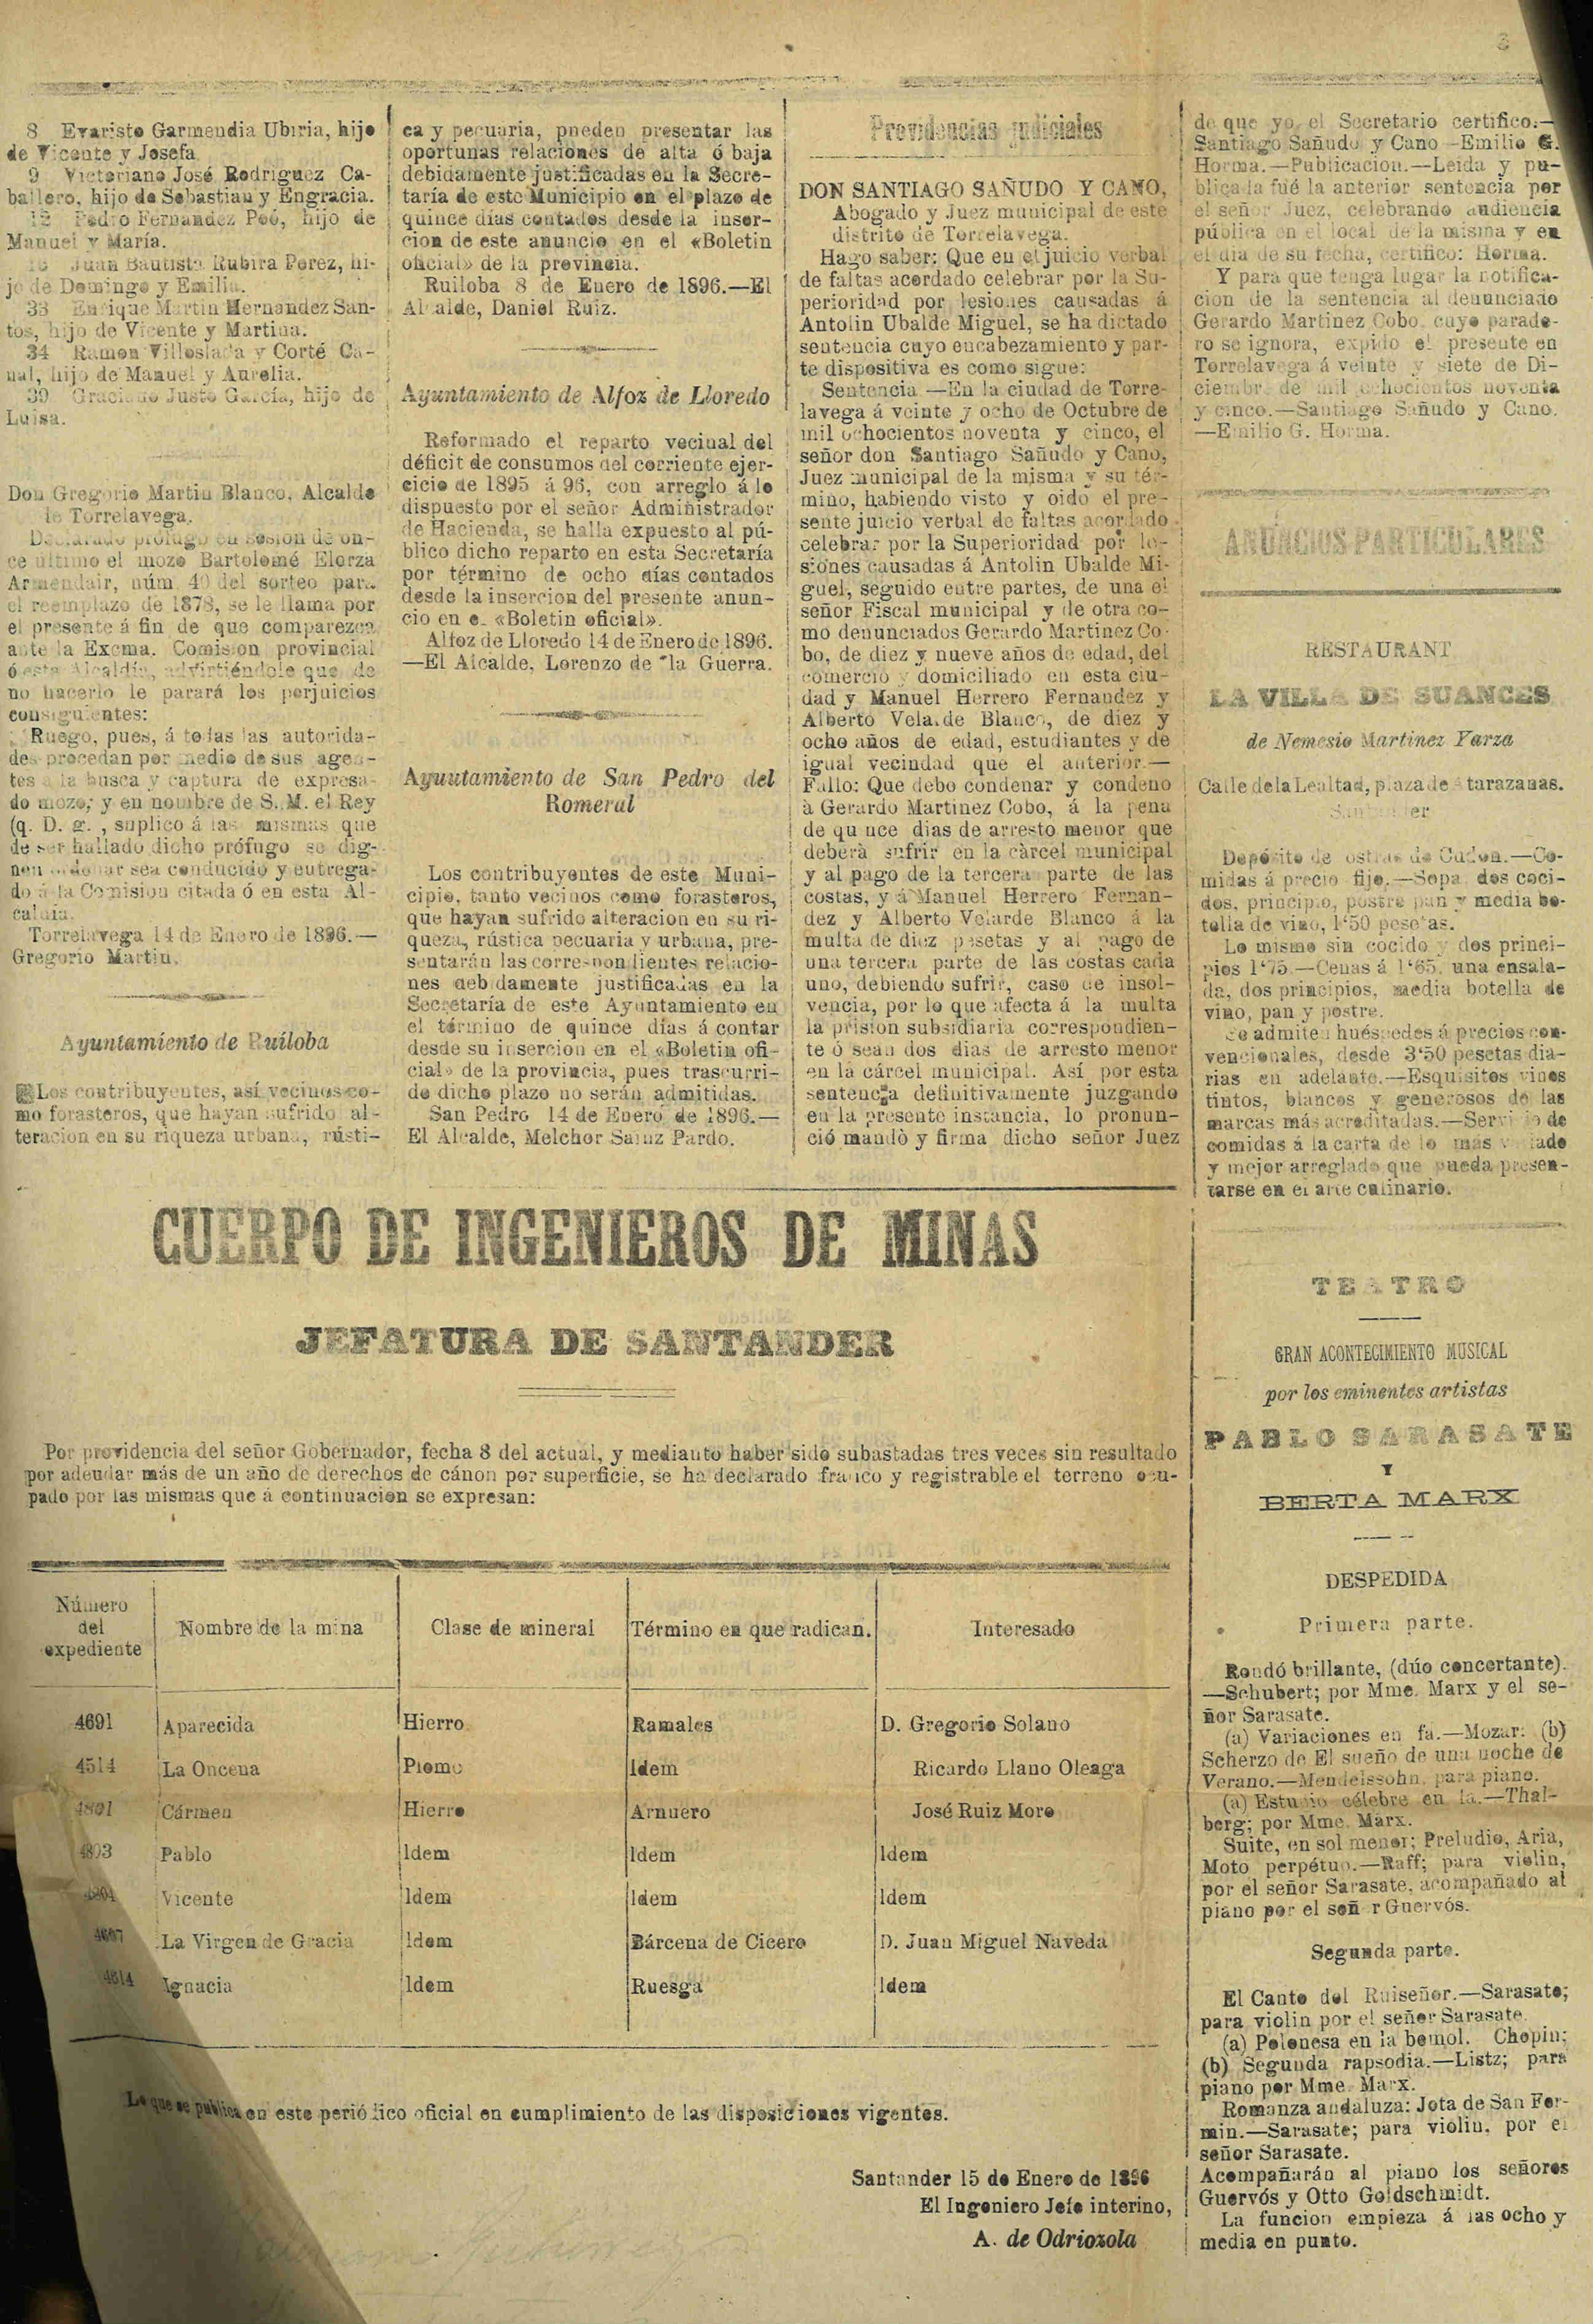 3
8 Evaristo Garmendia Ubiria, hijo
de Vicente y Josefa.
9 Victoriano José Rodriguez Ca-
ballero, hijo de Sebastian y Engracia.
12 Pedro Fernandez Peó, hijo de
Manuel y María.
Juan Bautista Rubira Perez, hi-
jo de Domingo y Emilia.
33 Enrique Martin Hernandez San-
tos, hijo de Vicente y Martina.
34 Ramon Villoslada y Corté Ca-
nal, hijo de Manuel y Aurelia.
39 Graciano Justo García, hijo de
Luisa.
Don Gregorio Martin Blanco, Alcalde
de Torrelavega.
Declarado prófugo en sesion de on-
ce último el mozo Bartolomé Elorza
Armendair, núm. 40 del sorteo para
el reemplazo de 1878, se le llama por
el presente á fin de que comparezca
ante la Excma. Comision provincial
ó esta Alcaldía, advirtiéndole que de
no hacerlo le parará los perjuicios
consiguientes:
Ruego, pues, á todas las autorida-
des procedan por medio de sus agen-
tes á la busca y captura de expresa-
do mozo; y en nombre de S. M. el Rey
(q. D. g. , suplico á las mismas que
de ser hallado dicho prófugo se dig-
nen ordenar sea conducido y entrega-
do á la Comision citada ó en esta Al-
caldia.
Torrelavega 14 de Enero de 1896.—
Gregorio Martin.
Ayuntamiento de Ruiloba
Los contribuyentes, así vecinos co-
mo forasteros, que hayan sufrido al-
teracion en su riqueza urbana, rústi-
ca y pecuaria, pueden presentar las
oportunas relaciones de alta ó baja
debidamente justificadas en la Secre-
taría de este Municipio en el plazo de
quince días contados desde la inser-
cion de este anuncio en el «Boletin
oficial» de la provincia.
Ruiloba 8 de Enero de 1896.—El
Alcalde, Daniel Ruiz.
Ayuntamiento de Alfoz de Lloredo
Reformado el reparto vecinal del
déficit de consumos del corriente ejer-
cicio de 1895 á 96, con arreglo á lo
dispuesto por el señor Administrador
de Hacienda, se halla expuesto al pú-
blico dicho reparto en esta Secretaría
por término de ocho días contados
desde la insercion del presente anun-
cio en el «Boletin oficial».
Alfoz de Lloredo 14 de Enero de 1896.
—El Alcalde, Lorenzo de la Guerra.
Ayuutamiento de San Pedro del
Romeral
Los contribuyentes de este Muni-
cipio, tanto vecinos como forasteros,
que hayan sufrido alteracion en su ri-
queza, rústica pecuaria y urbana, pre-
sentarán las correspondientes relacio-
nes debidamente justificadas en la
Secretaría de este Ayuntamiento en
el término de quince días á contar
desde su insercion en el «Boletin ofi-
cial» de la provincia, pues trascurri-
do dicho plazo no serán admitidas.
San Pedro 14 de Enero de 1896.—
El Alcalde, Melchor Sainz Pardo.
Providencias judiciales
DON SANTIAGO SAÑUDO Y CANO,
Abogado y Juez municipal de este
distrito de Torrelavega.
Hago saber: Que en el juicio verbal
de faltas acordado celebrar por la Su-
perioridad por lesiones causadas á
Antolin Ubalde Miguel, se ha dictado
sentencia cuyo encabezamiento y par-
te dispositiva es como sigue:
Sentencia —En la ciudad de Torre-
lavega á veinte y ocho de Octubre de
mil ochocientos noventa y cinco, el
señor don Santiago Sañudo y Cano,
Juez municipal de la misma y su tér-
mino, habiendo visto y oido el pre-
sente juicio verbal de faltas acordado
celebrar por la Superioridad por le-
siones causadas á Antolin Ubalde Mi-
guel, seguido entre partes, de una el
señor Fiscal municipal y de otra co-
mo denunciados Gerardo Martinez Co-
bo, de diez y nueve años de edad, del
comercio y domiciliado en esta ciu-
dad y Manuel Herrero Fernandez y
Alberto Velarde Blanco, de diez y
ocho años de edad, estudiantes y de
igual vecindad que el anterior.—
Fallo: Que debo condenar y condeno
à Gerardo Martinez Cobo, á la pena
de quince dias de arresto menor que
deberà sufrir en la càrcel municipal
y al pago de la tercera parte de las
costas, y á Manuel Herrero Fernan-
dez y Alberto Velarde Blanco á la
multa de diez pesetas y al pago de
una tercera parte de las costas cada
uno, debiendo sufrir, caso de insol-
vencia, por lo que afecta á la multa
la prision subsidiaria correspondien-
te ó sean dos dias de arresto menor
en la cárcel municipal. Así por esta
sentencia definitivamente juzgando
en la presente instancia, lo pronun-
ció mandò y firma dicho señor Juez
de que yo, el Secretario certifico.—
Santiago Sañudo y Cano —Emilio G.
Horma.—Publicacion.—Leida y pu-
blicada fué la anterior sentencia por
el señor Juez, celebrando audiencia
pública en el local de la misma y en
el dia de su fecha, certifico: Horma.
Y para que tenga lugar la notifica-
cion de la sentencia al denunciado
Gerardo Martinez Cobo, cuyo parade-
ro se ignora, expido el presente en
Torrelavega á veinte y siete de Di-
ciembre de mil ochocientos noventa
y cinco.—Santiago Sañudo y Cano.
—Emilio G. Horma.
ANUNCIOS PARTICULARES
RESTAURANT
LA VILLA DE SUANCES
de Nemesio Martinez Yarza
Calle de la Lealtad, plaza de Atarazanas.
Santander
Depósito de ostras de Cudon.—Co-
midas á precio fijo.—Sopa, dos coci-
dos, principio, postre pan y media bo-
tella de vino, 1'50 pesetas.
Lo mismo sin cocido y dos princi-
pios 1'75.—Cenas á 1'65, una ensala-
da, dos principios, media botella de
vino, pan y postre.
Se admiten huéspedes á precios con-
vencionales, desde 3'50 pesetas dia-
rias en adelante.—Esquisitos vinos
tintos, blancos y generosos de las
marcas más acreditadas.—Servicio de
comidas á la carta de lo mas variado
y mejor arreglado que pueda presen-
tarse en el arte culinario.
TEATRO
GRAN ACONTECIMIENTO MUSICAL
por los eminentes artistas
PABLO SARASATE
Y
BERTA MARX
DESPEDIDA
Primera parte.
Rondó brillante, (dúo concertante).
—Schubert; por Mme. Marx y el se-
ñor Sarasate.
(a) Variaciones en fa.—Mozar: (b)
Scherzo de El sueño de una noche de
Verano.—Mendelssohn, para piano.
(a) Estudio célebre en la.—Thal-
berg; por Mme. Marx.
Suite, en sol menor; Preludio, Aria,
Moto perpétuo.—Raff; para violin,
por el señor Sarasate, acompañado al
piano por el señor Guervós.
Segunda parte.
El Canto del Ruiseñor.—Sarasate;
para violin por el señor Sarasate.
(a) Polonesa en la bemol. Chopin;
(b) Segunda rapsodia.—Listz; para
piano por Mme. Marx.
Romanza andaluza: Jota de San Fer-
min.—Sarasate; para violin, por el
señor Sarasate.
Acompañarán al piano los señores
Guervós y Otto Goldschmidt.
La funcion empieza á las ocho y
media en punto.
CUERPO DE INGENIEROS DE MINAS
JEFATURA DE SANTANDER
Por providencia del señor Gobernador, fecha 8 del actual, y mediante haber sido subastadas tres veces sin resultado
por adeudar más de un año de derechos de cánon por superficie, se ha declarado franco y registrable el terreno ocu-
pado por las mismas que á continuacion se expresan:
Número del expediente | Nombre de la mina | Clase de mineral | Término en que radican. | Interesado
4691 Aparecida Hierro Ramales D. Gregorio Solano
4514 La Oncena Plomo Idem Ricardo Llano Oleaga
4801 Cármen Hierro Arnuero José Ruiz Moro
4803 Pablo Idem Idem Idem
4804 Vicente Idem Idem Idem
4607 La Virgen de Gracia Idem Bárcena de Cicero D. Juan Miguel Naveda
4614 Ignacia Idem Ruesga Idem
Lo que se publica en este periódico oficial en cumplimiento de las disposiciones vigentes.
Santander 15 de Enero de 1896
El Ingeniero Jefe interino,
A. de Odriozola